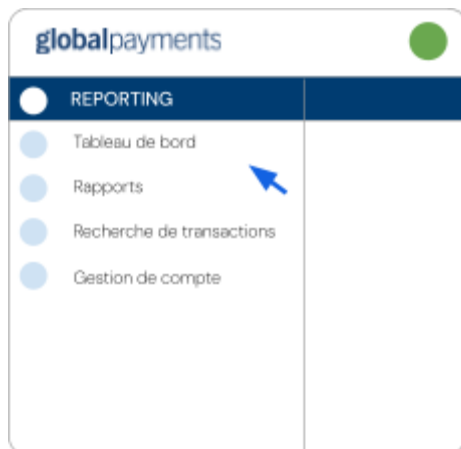 globalpayments
REPORTING
Tableau de bord
Rapports
Recherche de transactions
Gestion de compte